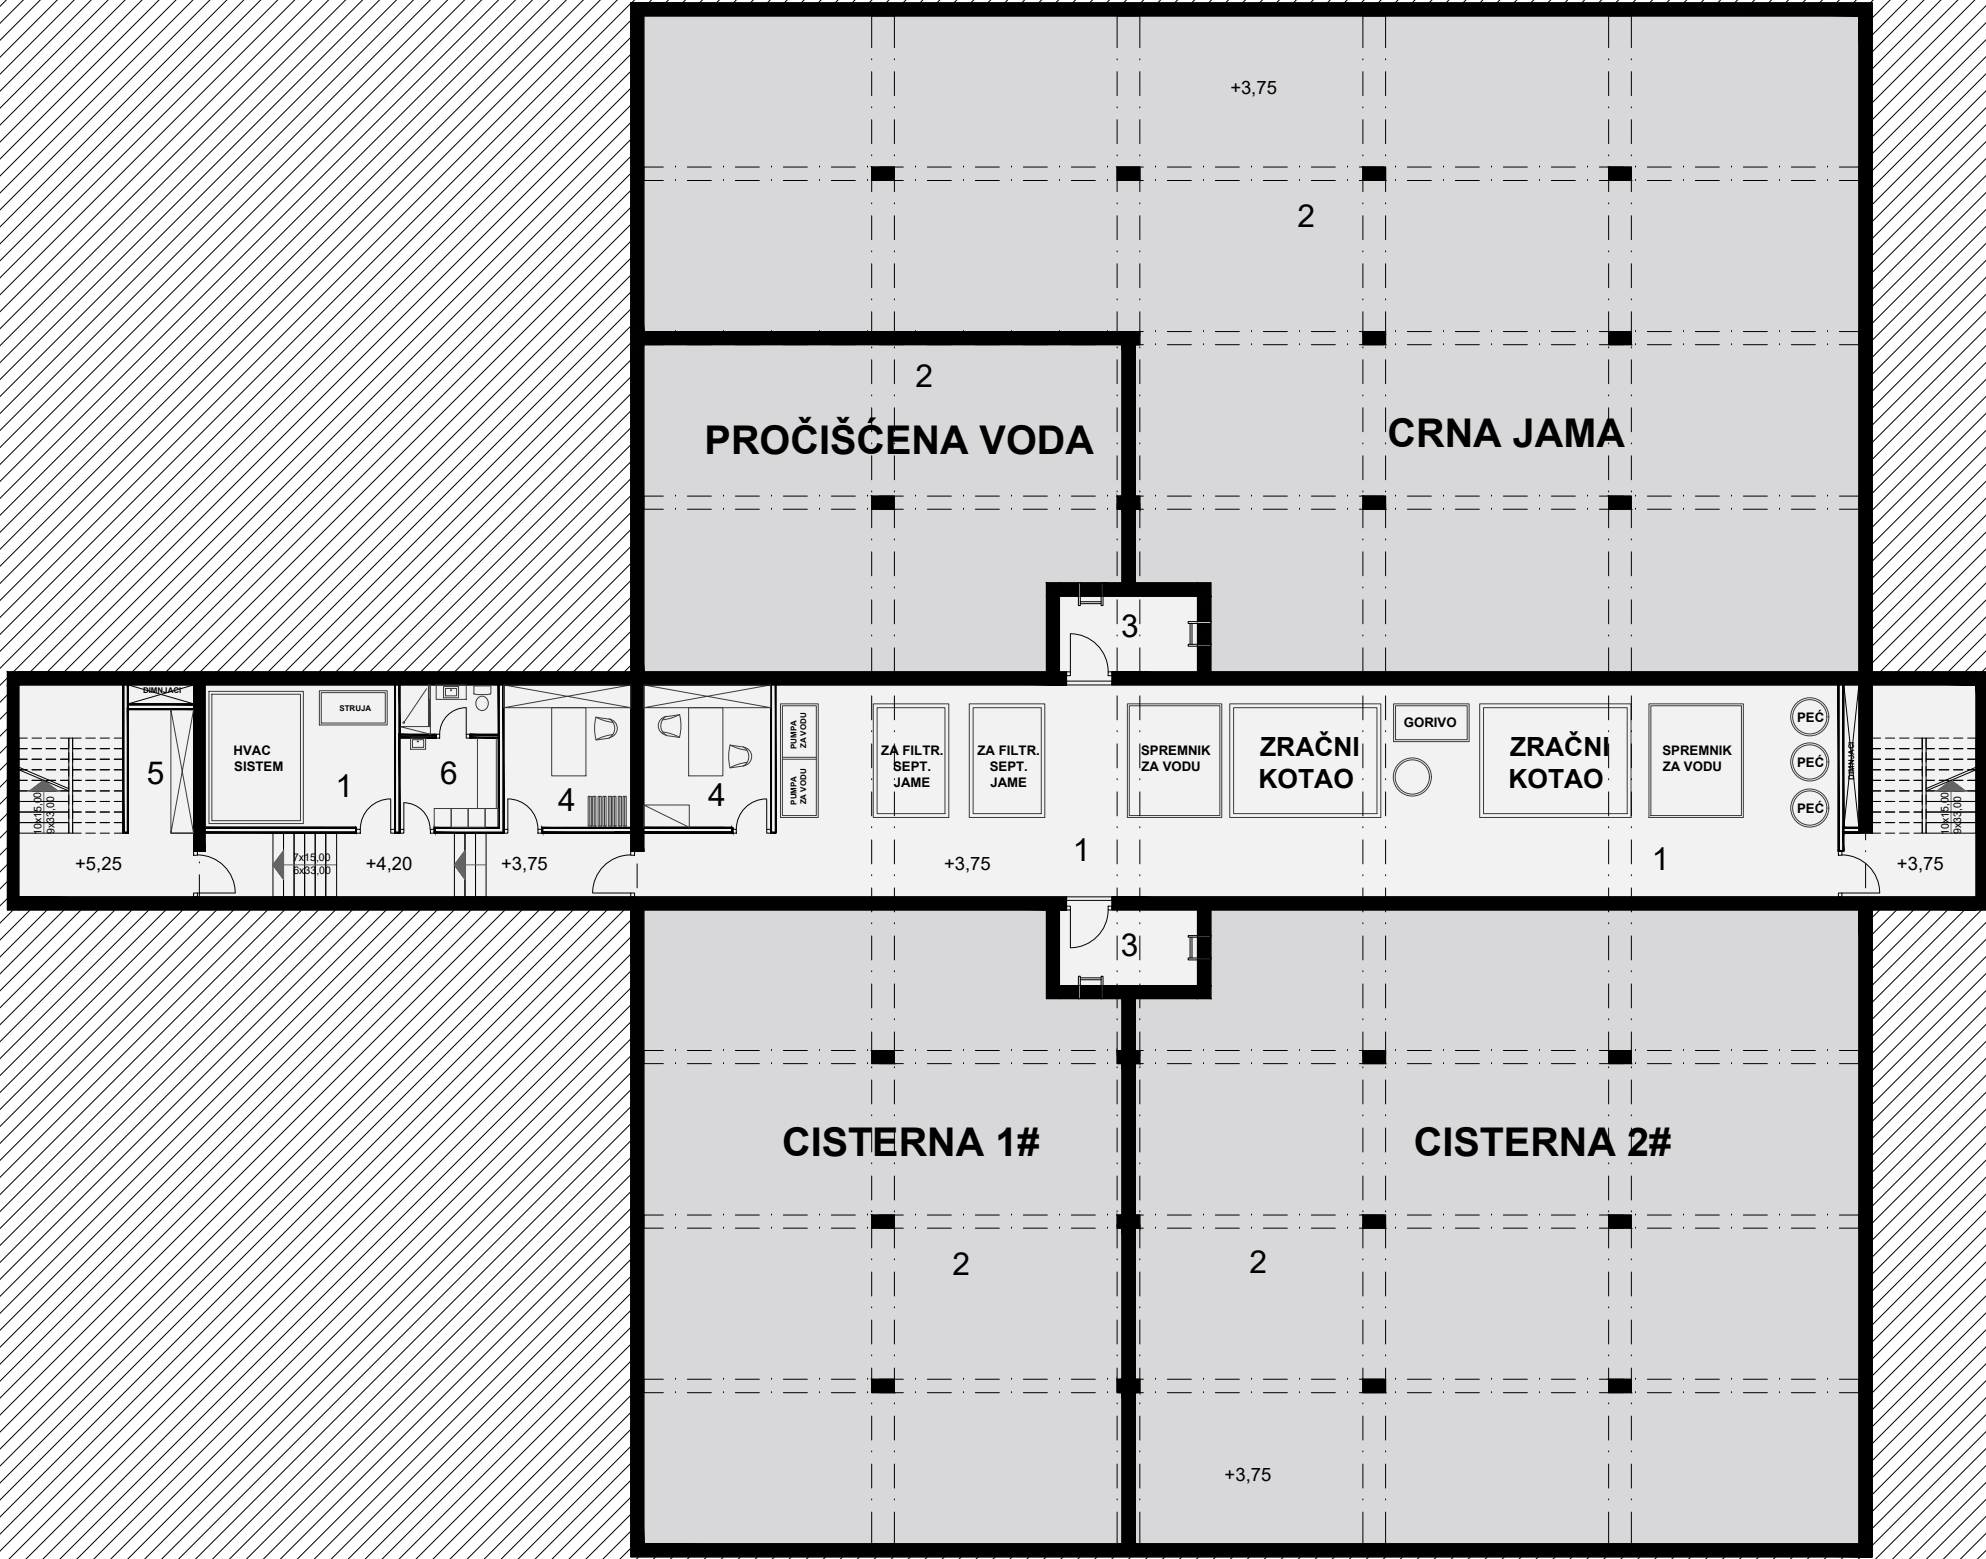 +3,75
2
2
PROČIŠĆENA VODA
CRNA JAMA
3
DIMNJACI
HVAC
SISTEM
STRUJA
5
1
6
4
4
PUMPA
ZA VODU
PUMPA
ZA VODU
ZA FILTR.
SEPT.
JAME
ZA FILTR.
SEPT.
JAME
SPREMNIK
ZA VODU
ZRAČNI
KOTAO
GORIVO
ZRAČNI
KOTAO
SPREMNIK
ZA VODU
PEĆ
PEĆ
PEĆ
DIMNJACI
10x15,00
9x33,00
10x15,00
9x33,00
+5,25
7x15,00
6x33,00
+4,20
+3,75
+3,75
1
1
+3,75
3
CISTERNA 1#
CISTERNA 2#
2
2
+3,75